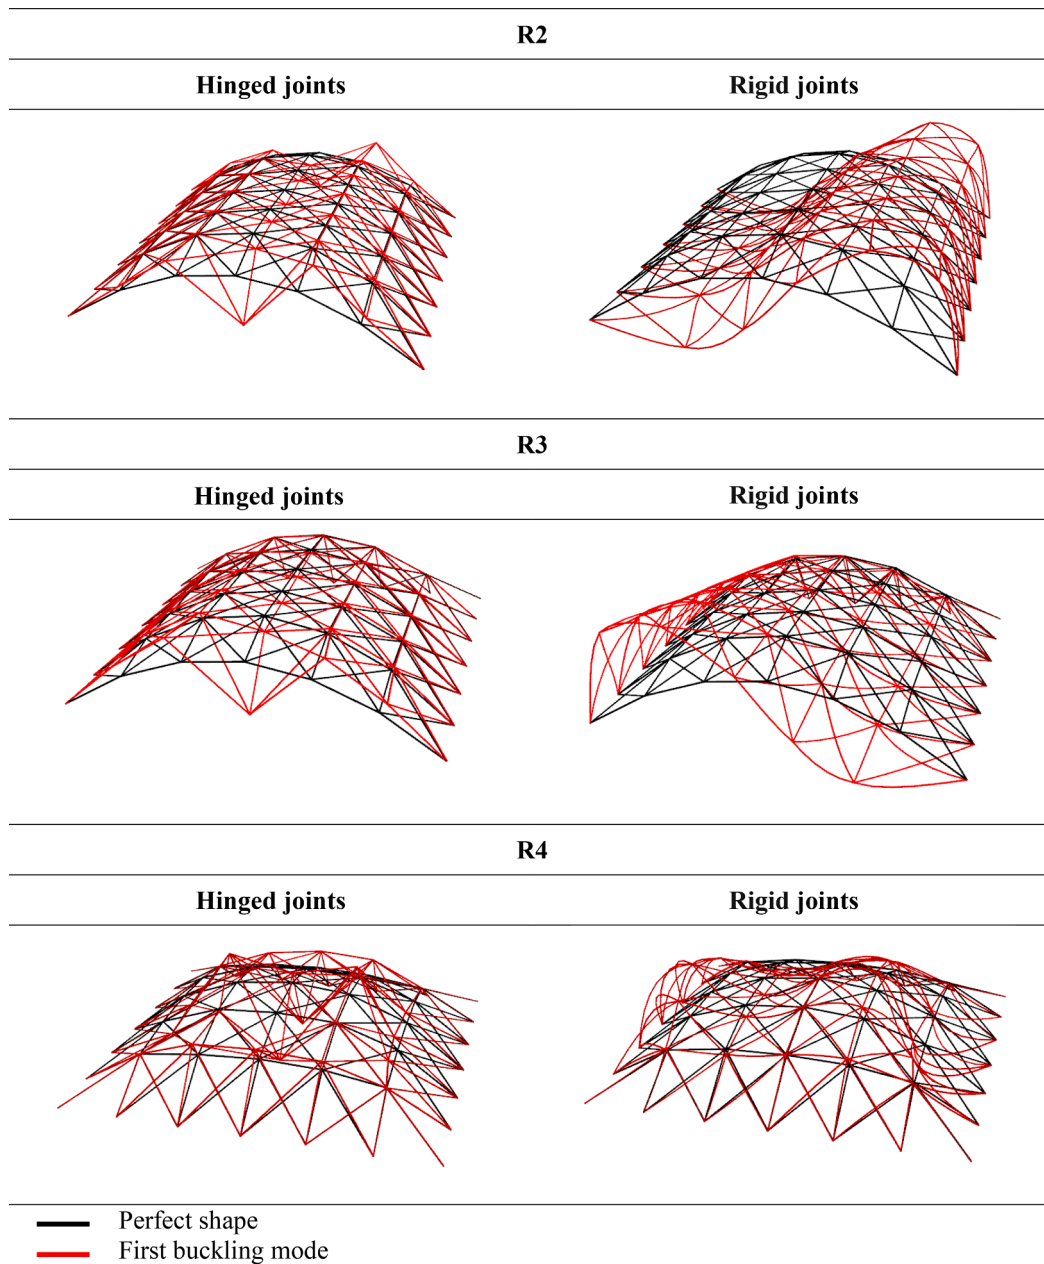 R2
Hinged joints
Rigid joints
R3
Hinged joints
Rigid joints
R4
Hinged joints
Rigid joints
Perfect shape
First buckling mode